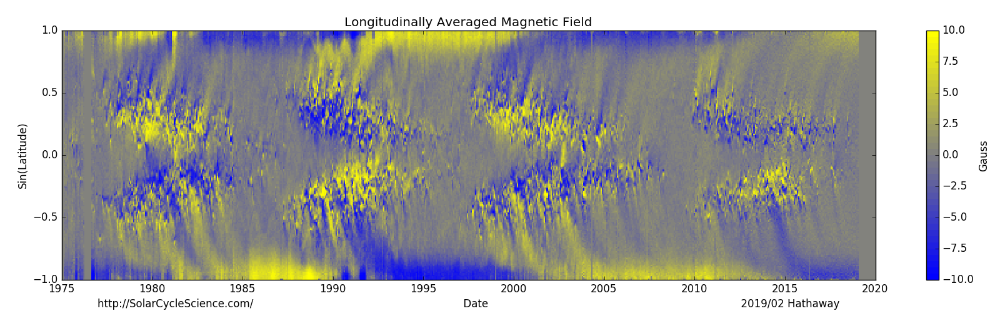 Longitudinally Averaged Magnetic Field
1.0
0.5
0.0
−0.5
−1.0
Sin(Latitude)
1975 1980 1985 1990 1995 2000 2005 2010 2015 2020
10.0
7.5
5.0
2.5
0.0
−2.5
−5.0
−7.5
−10.0
Gauss
http://SolarCycleScience.com/ Date 2019/02 Hathaway